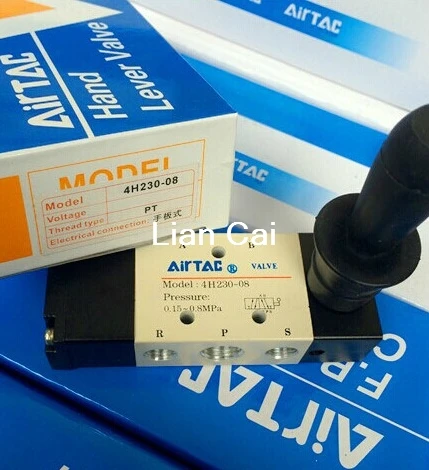 AIRTAC
AIRTAC
Hand
Lever Valve
MODEL
Model 4H230-08
Voltage
Thread type PT
Electrical connection: 手板式
Lian Cai
A B
AIRTAC ® VALVE
Model: 4H230-08
Pressure:
0.15~0.8MPa
R P S
AIRTAC
AIRTAC
F.R.